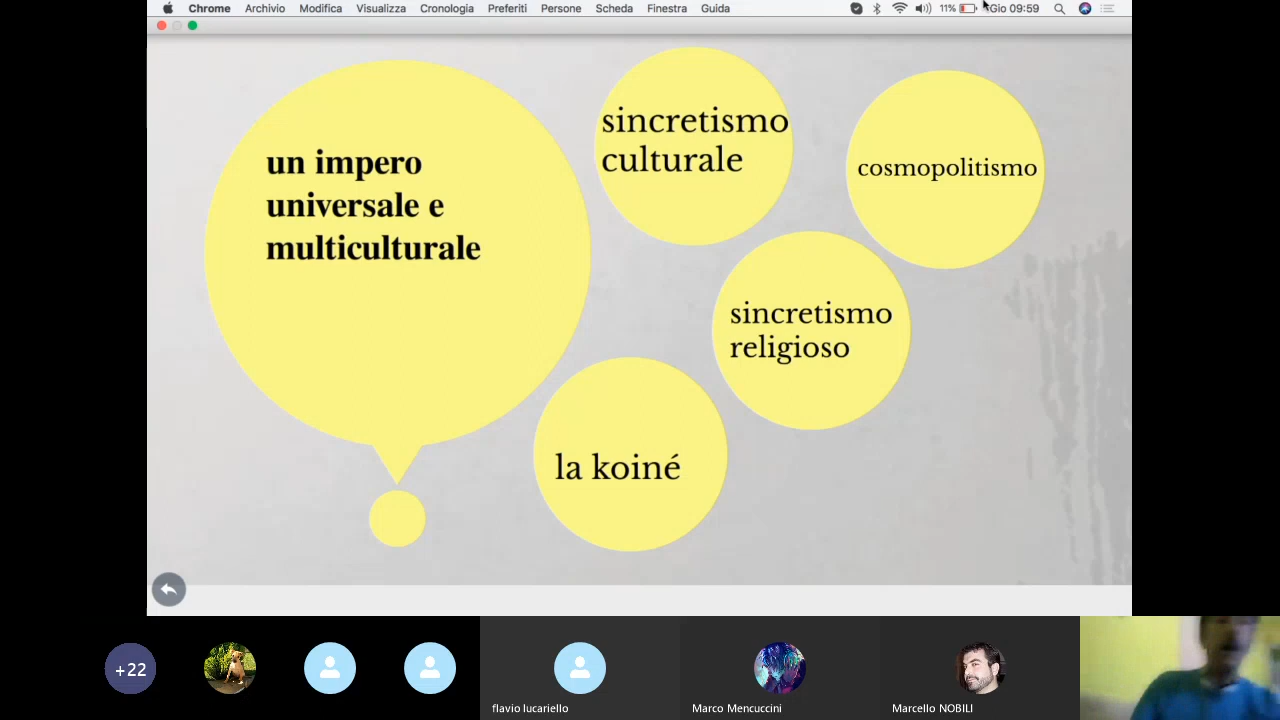 Chrome Archivio Modifica Visualizza Cronologia Preferiti Persone Scheda Finestra Guida 11% Gio 09:59
un impero
universale e
multiculturale
sincretismo
culturale
cosmopolitismo
sincretismo
religioso
la koiné
+22
flavio lucariello
Marco Mencuccini
Marcello NOBILI